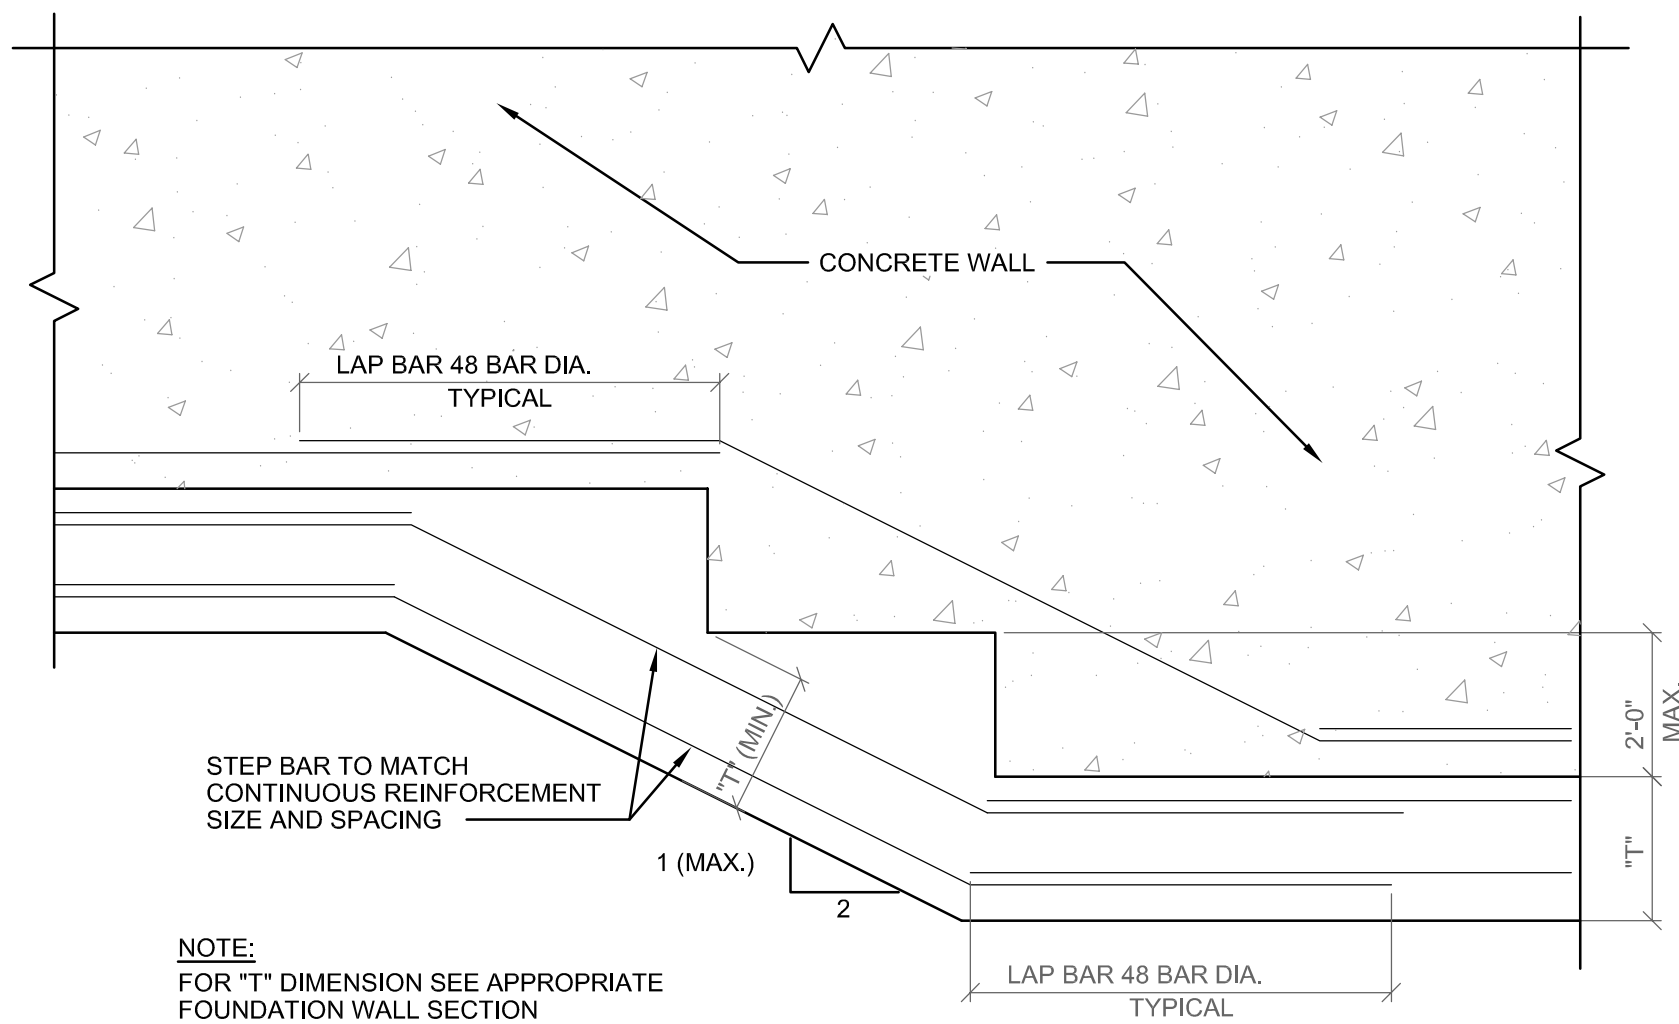 CONCRETE WALL
LAP BAR 48 BAR DIA.
TYPICAL
2'-0"
MAX.
"T" (MIN.)
STEP BAR TO MATCH
CONTINUOUS REINFORCEMENT
SIZE AND SPACING
"T"
1 (MAX.)
2
NOTE:
FOR "T" DIMENSION SEE APPROPRIATE
FOUNDATION WALL SECTION
LAP BAR 48 BAR DIA.
TYPICAL